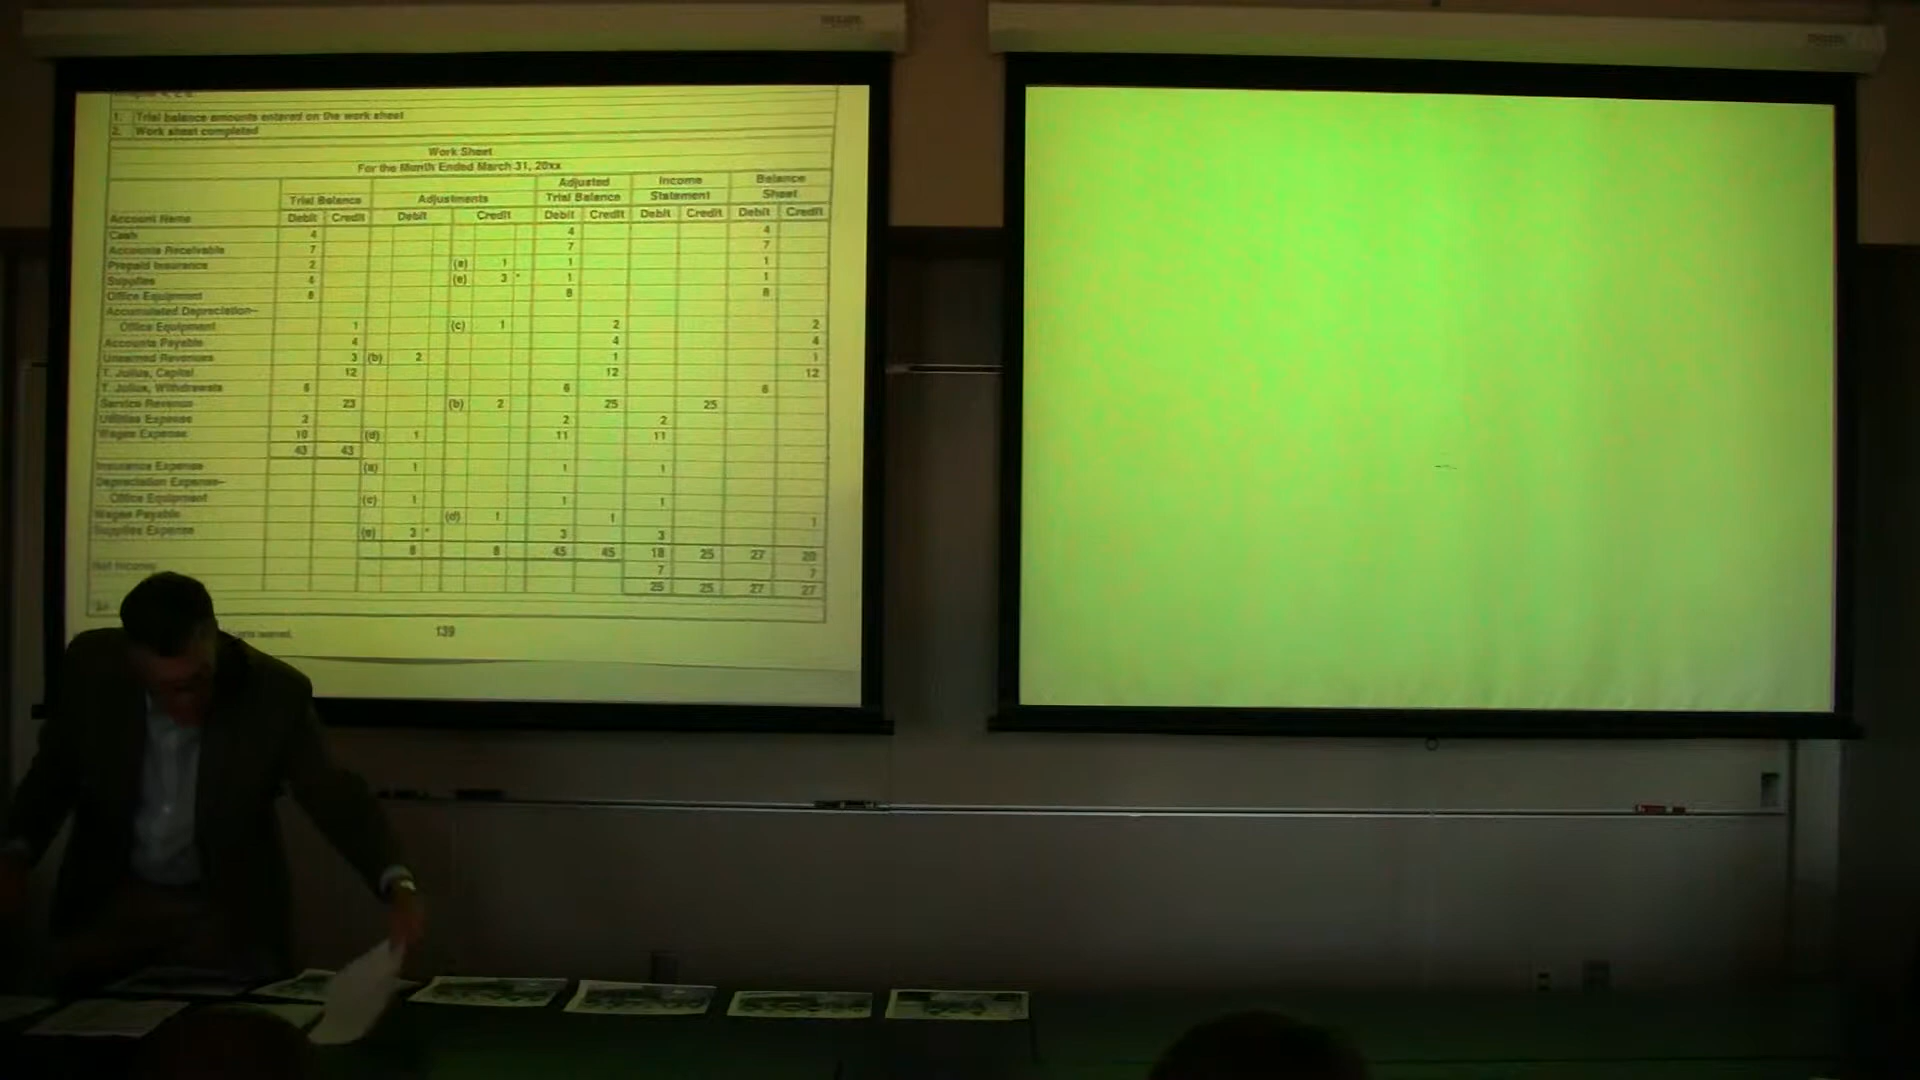 1. Trial balance amounts entered on the work sheet
2. Work sheet completed
Work Sheet
For the Month Ended March 31, 20xx
Adjusted Income Balance
Trial Balance Adjustments Trial Balance Statement Sheet
Account Name Debit Credit Debit Credit Debit Credit Debit Credit Debit Credit
Cash 4 4 4
Accounts Receivable 7 7 7
Prepaid Insurance 2 (a) 1 1 1
Supplies 4 (e) 3 * 1 1
Office Equipment 8 8 8
Accumulated Depreciation–
Office Equipment 1 (c) 1 2 2
Accounts Payable 4 4 4
Unearned Revenues 3 (b) 2 1 1
T. Julius, Capital 12 12 12
T. Julius, Withdrawals 6 6 6
Service Revenue 23 (b) 2 25 25
Utilities Expense 2 2 2
Wages Expense 10 (d) 1 11 11
43 43
Insurance Expense (a) 1 1 1
Depreciation Expense–
Office Equipment (c) 1 1 1
Wages Payable (d) 1 1 1
Supplies Expense (e) 3 * 3 3
8 8 45 45 18 25 27 20
Net Income 7 7
25 25 27 27
139